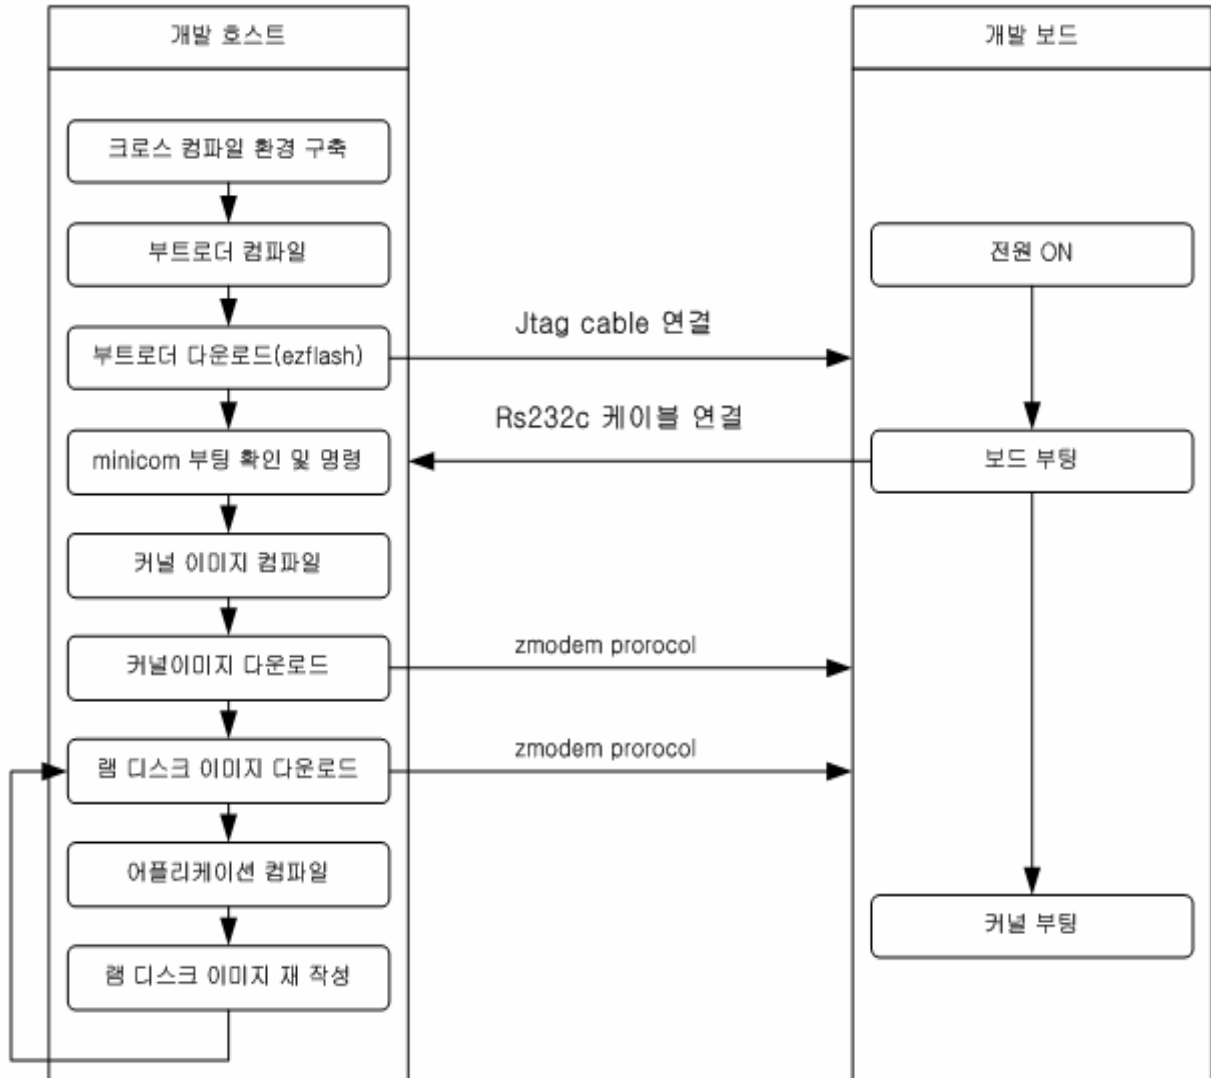 개발 호스트
개발 보드
크로스 컴파일 환경 구축
부트로더 컴파일
전원 ON
Jtag cable 연결
부트로더 다운로드(ezflash)
Rs232c 케이블 연결
minicom 부팅 확인 및 명령
보드 부팅
커널 이미지 컴파일
zmodem prorocol
커널이미지 다운로드
zmodem prorocol
램 디스크 이미지 다운로드
어플리케이션 컴파일
커널 부팅
램 디스크 이미지 재 작성